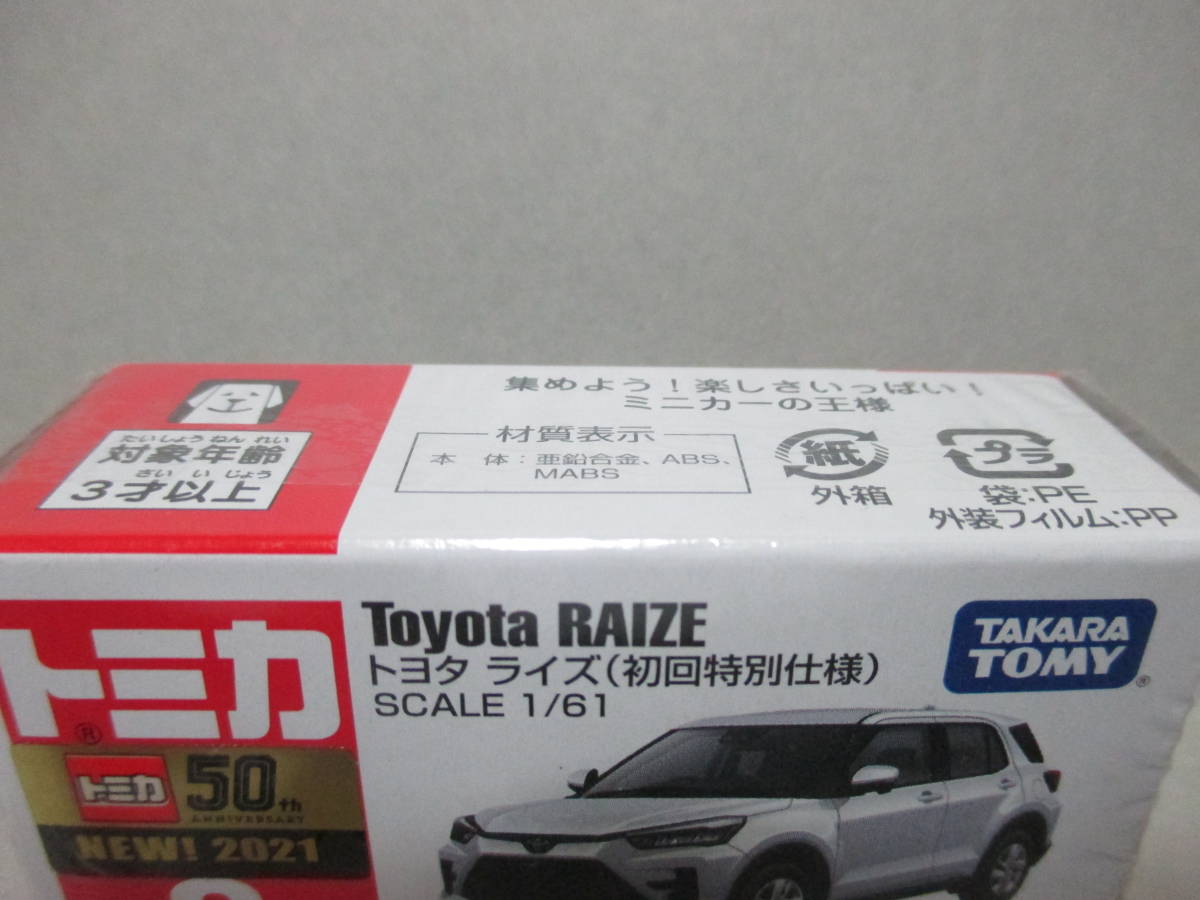 集めよう！楽しさいっぱい！
ミニカーの王様
たいしょうねんれい
対象年齢
さいいじょう
3才以上
材質表示
本 体：亜鉛合金、ABS、
MABS
紙
外箱
プラ
袋:PE
外装フィルム:PP
トミカ
®
Toyota RAIZE
トヨタ ライズ(初回特別仕様)
SCALE 1/61
TAKARA
TOMY
®
トミカ
50th
ANNIVERSARY
NEW! 2021